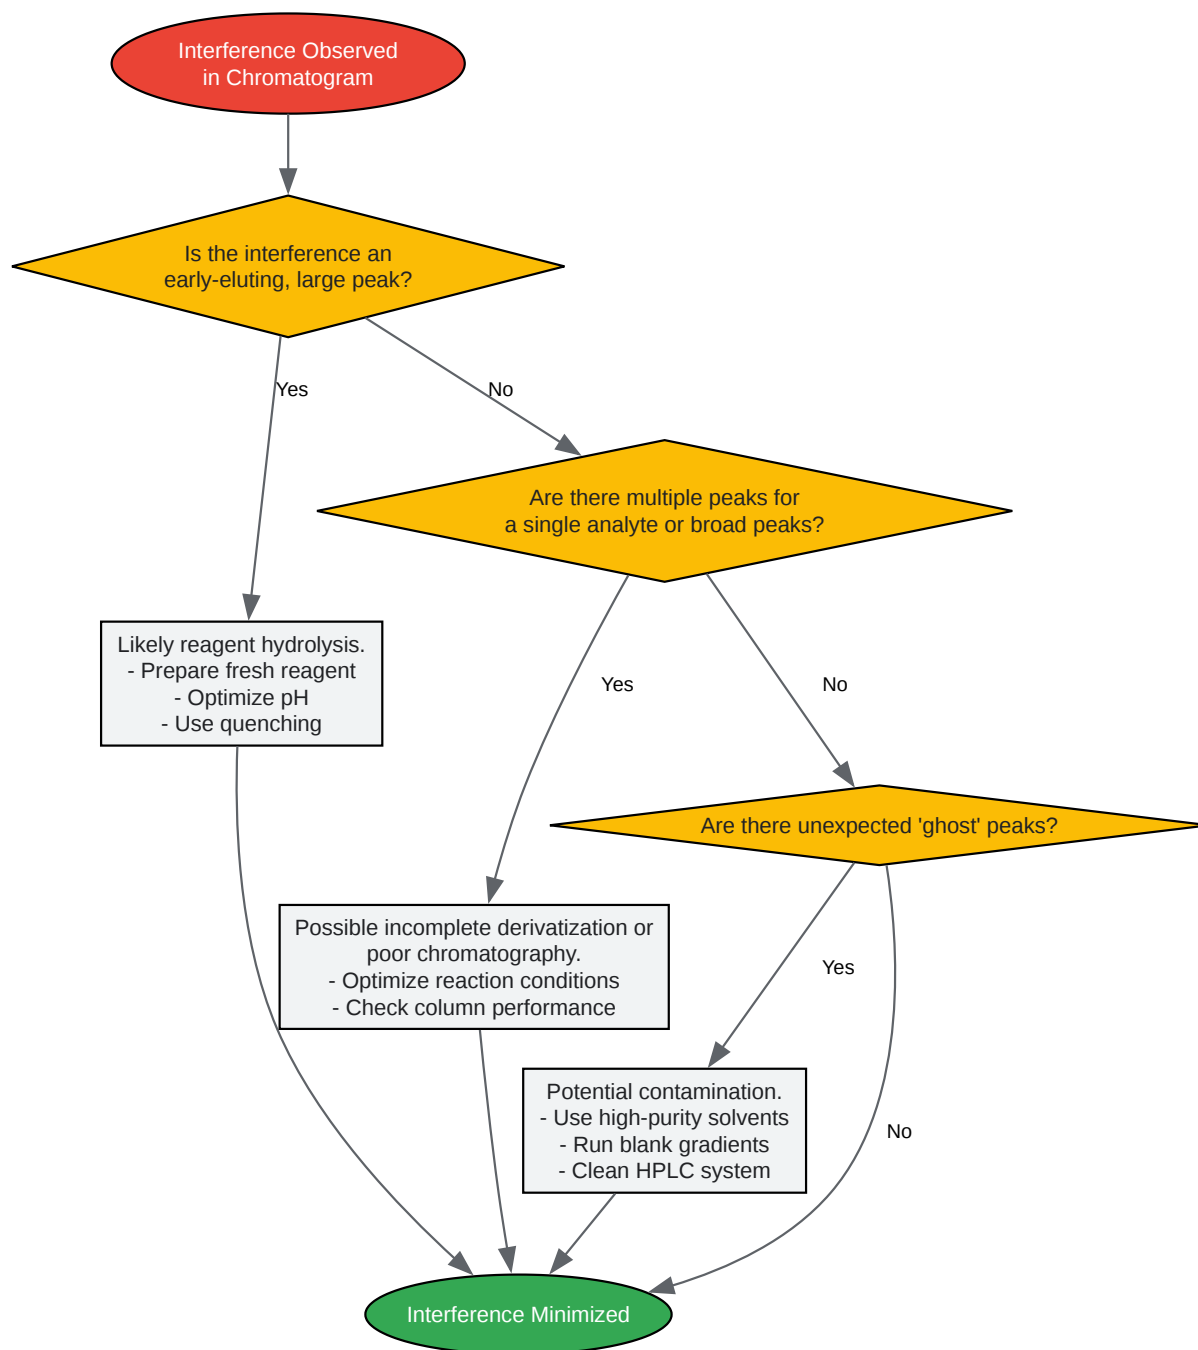 Interference Observed
in Chromatogram
Is the interference an
early-eluting, large peak?
Yes
No
Are there multiple peaks for
a single analyte or broad peaks?
Likely reagent hydrolysis.
- Prepare fresh reagent
- Optimize pH
- Use quenching
Yes
No
Are there unexpected 'ghost' peaks?
Possible incomplete derivatization or
poor chromatography.
- Optimize reaction conditions
- Check column performance
Yes
Potential contamination.
- Use high-purity solvents
- Run blank gradients
- Clean HPLC system
No
Interference Minimized